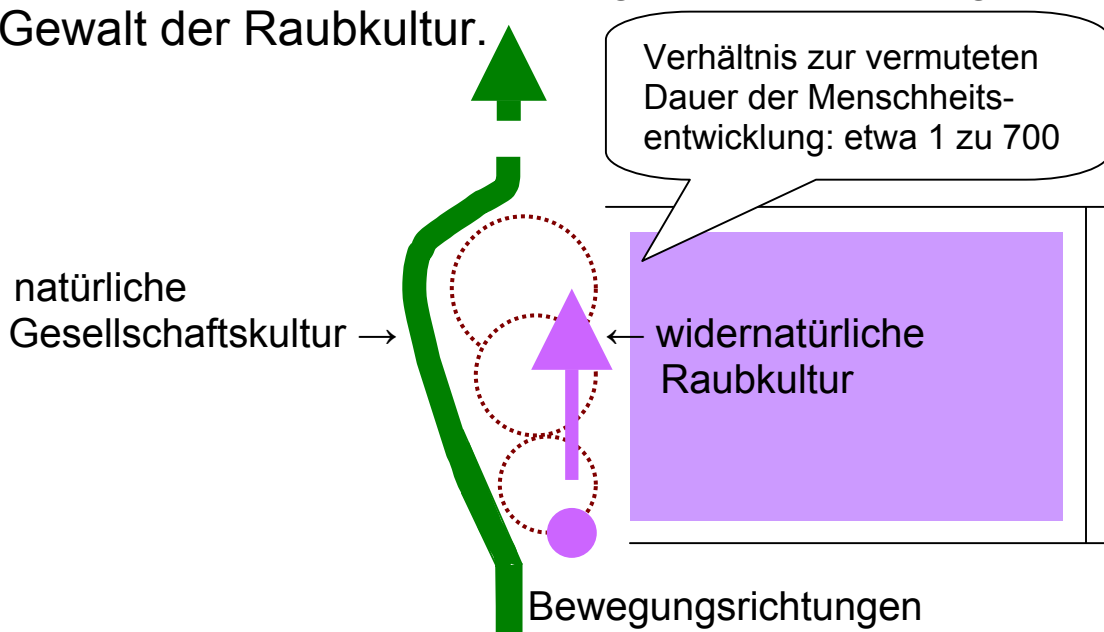 Gewalt der Raubkultur.
Verhältnis zur vermuteten
Dauer der Menschheits-
entwicklung: etwa 1 zu 700
natürliche
Gesellschaftskultur →
← widernatürliche
Raubkultur
Bewegungsrichtungen